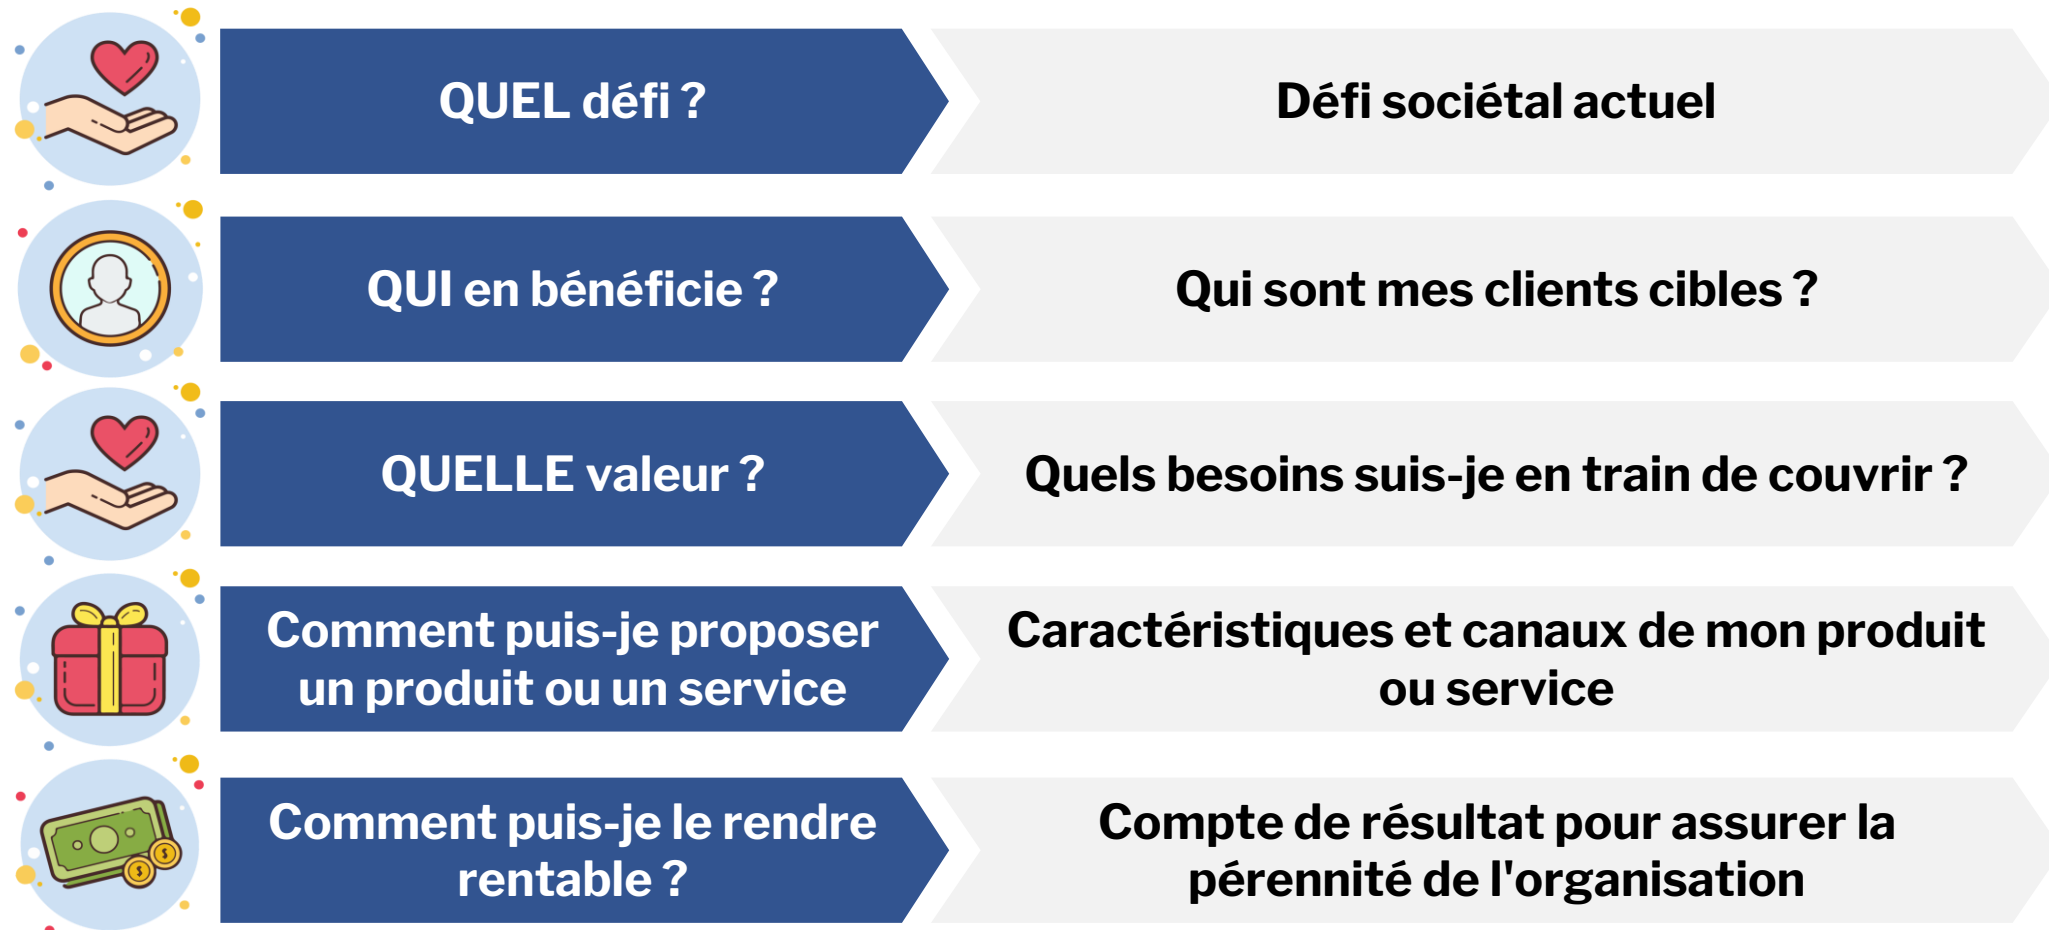 QUEL défi ?
Défi sociétal actuel
QUI en bénéficie ?
Qui sont mes clients cibles ?
QUELLE valeur ?
Quels besoins suis-je en train de couvrir ?
Comment puis-je proposer
un produit ou un service
Caractéristiques et canaux de mon produit
ou service
Comment puis-je le rendre
rentable ?
Compte de résultat pour assurer la
pérennité de l'organisation